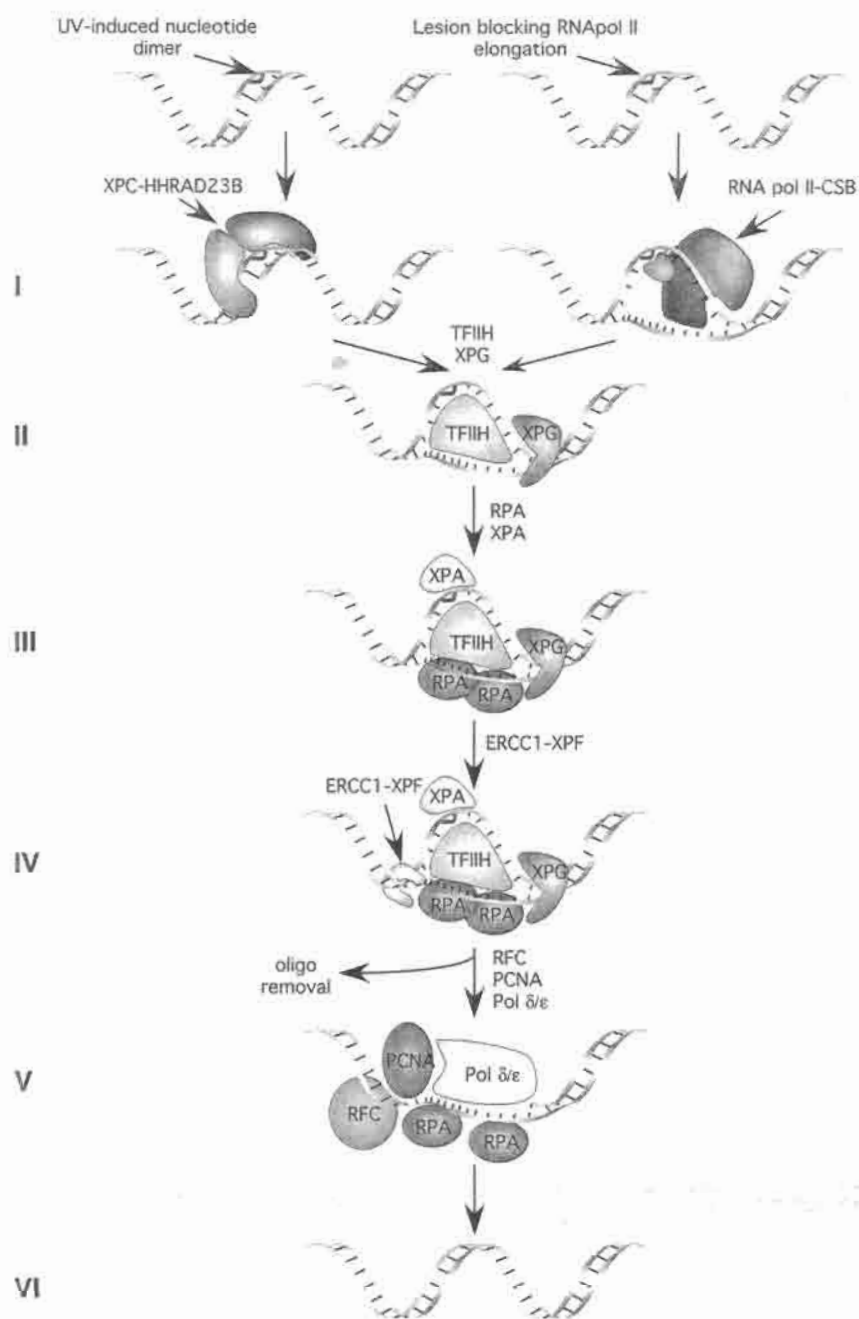 UV-induced nucleotide
dimer
Lesion blocking RNApol II
elongation
XPC-HHRAD23B
RNA pol II-CSB
I
TFIIH
XPG
II
TFIIH
XPG
RPA
XPA
XPA
III
TFIIH
XPG
RPA
RPA
ERCC1-XPF
ERCC1-XPF
XPA
IV
TFIIH
XPG
RPA
RPA
oligo
removal
RFC
PCNA
Pol δ/ε
V
PCNA
Pol δ/ε
RFC
RPA
RPA
VI